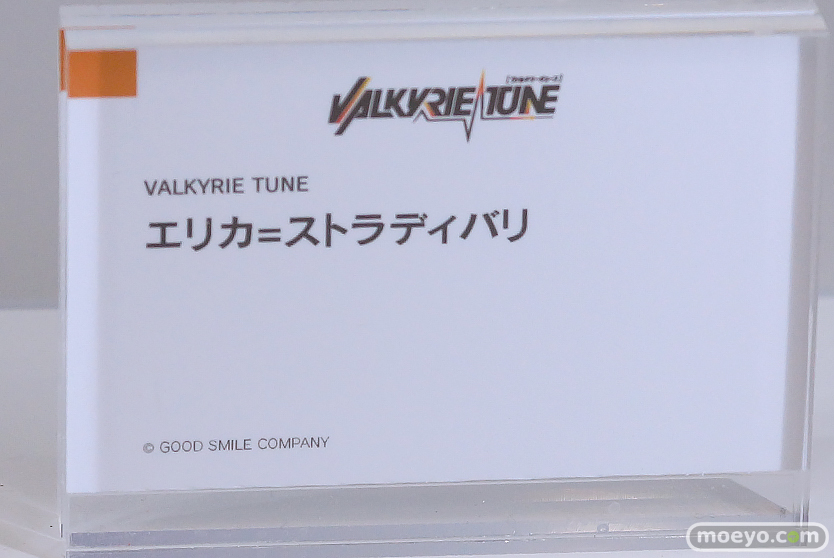 VALKYRIE TUNE
VALKYRIE TUNE
エリカ=ストラディバリ
© GOOD SMILE COMPANY
moeyo.com